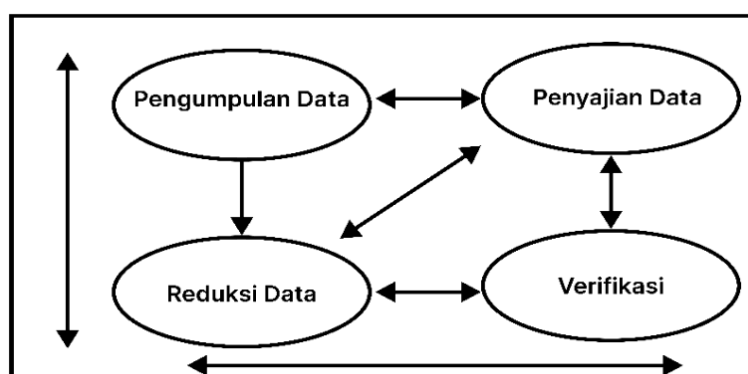 Pengumpulan Data
Penyajian Data
Reduksi Data
Verifikasi